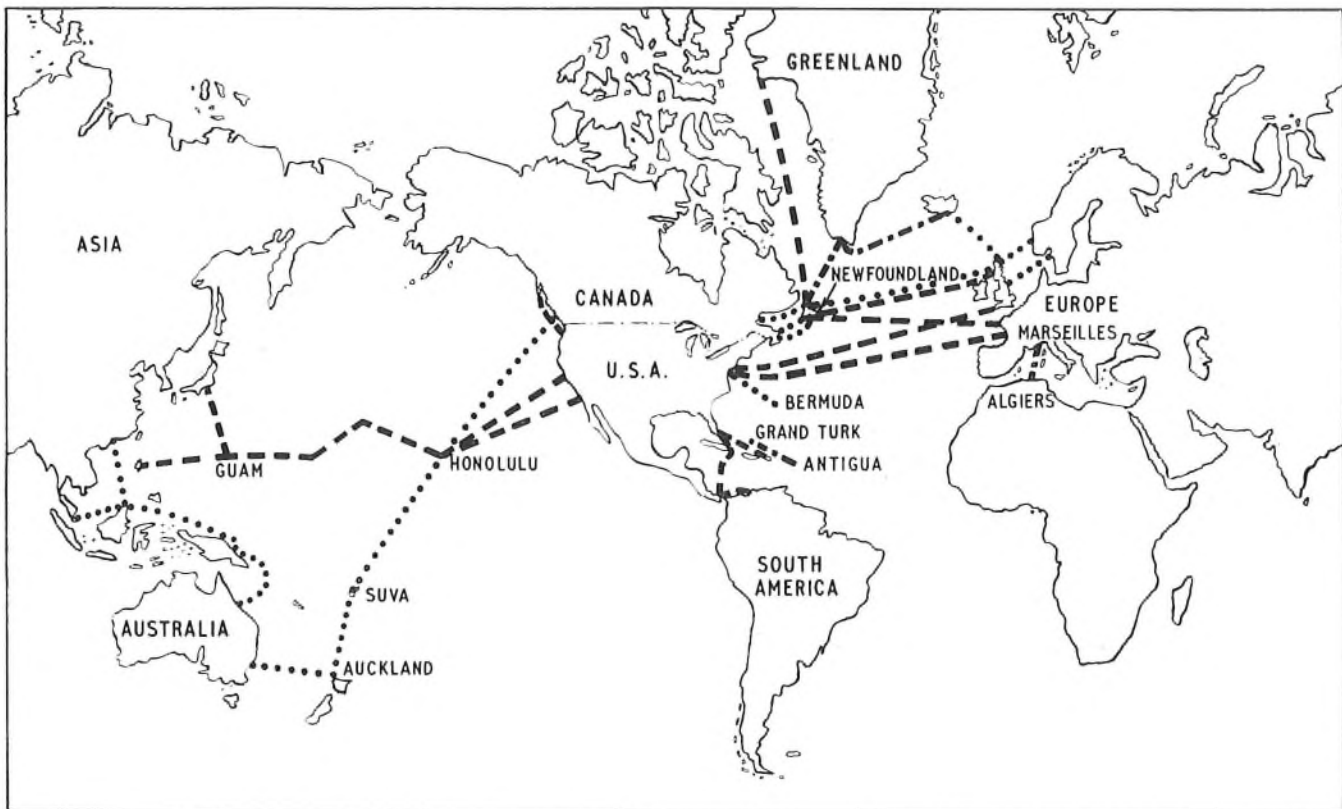 GREENLAND
ASIA
NEWFOUNDLAND
CANADA
EUROPE
MARSEILLES
U.S.A.
BERMUDA
ALGIERS
GRAND TURK
ANTIGUA
GUAM
HONOLULU
SOUTH
AMERICA
SUVA
AUSTRALIA
AUCKLAND